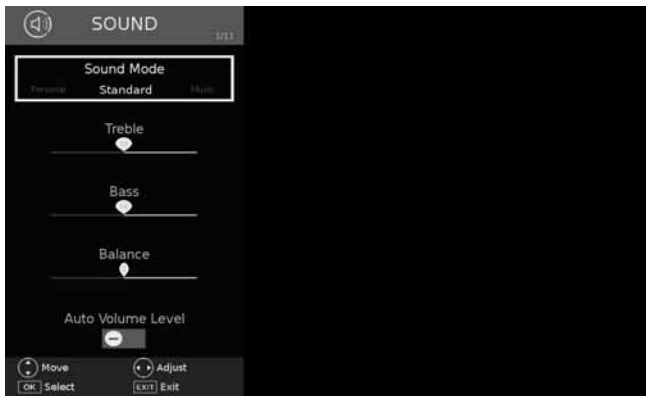 SOUND
1/11
Sound Mode
Personal Standard Music
Treble
Bass
Balance
Auto Volume Level
Move Adjust
OK Select EXIT Exit